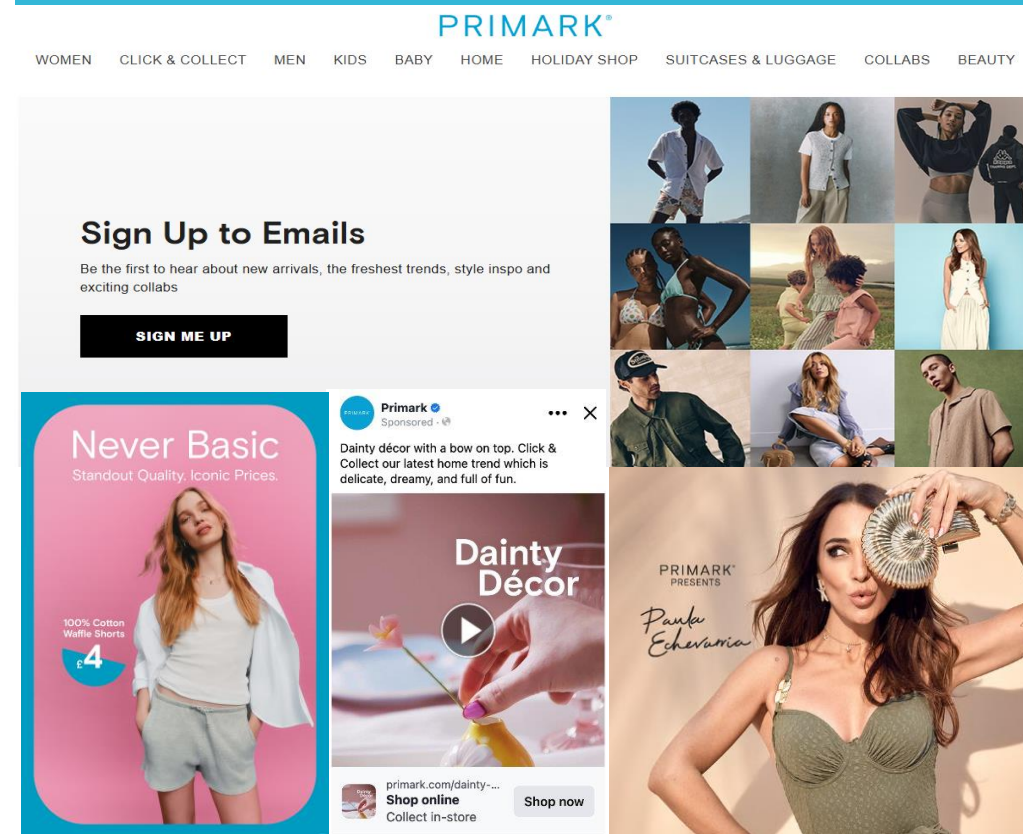 PRIMARK®
WOMEN CLICK & COLLECT MEN KIDS BABY HOME HOLIDAY SHOP SUITCASES & LUGGAGE COLLABS BEAUTY
Sign Up to Emails
Be the first to hear about new arrivals, the freshest trends, style inspo and
exciting collabs
SIGN ME UP
Kappa
Never Basic
Standout Quality. Iconic Prices.
100% Cotton
Waffle Shorts
£4
PRIMARK
Primark
Sponsored ·
Dainty décor with a bow on top. Click &
Collect our latest home trend which is
delicate, dreamy, and full of fun.
Dainty
Décor
primark.com/dainty-...
Shop online
Collect in-store
Shop now
PRIMARK®
PRESENTS
Paula
Echevarría